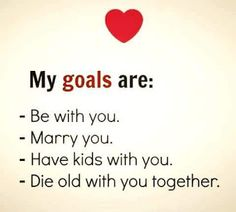 My goals are:
- Be with you.
- Marry you.
- Have kids with you.
- Die old with you together.